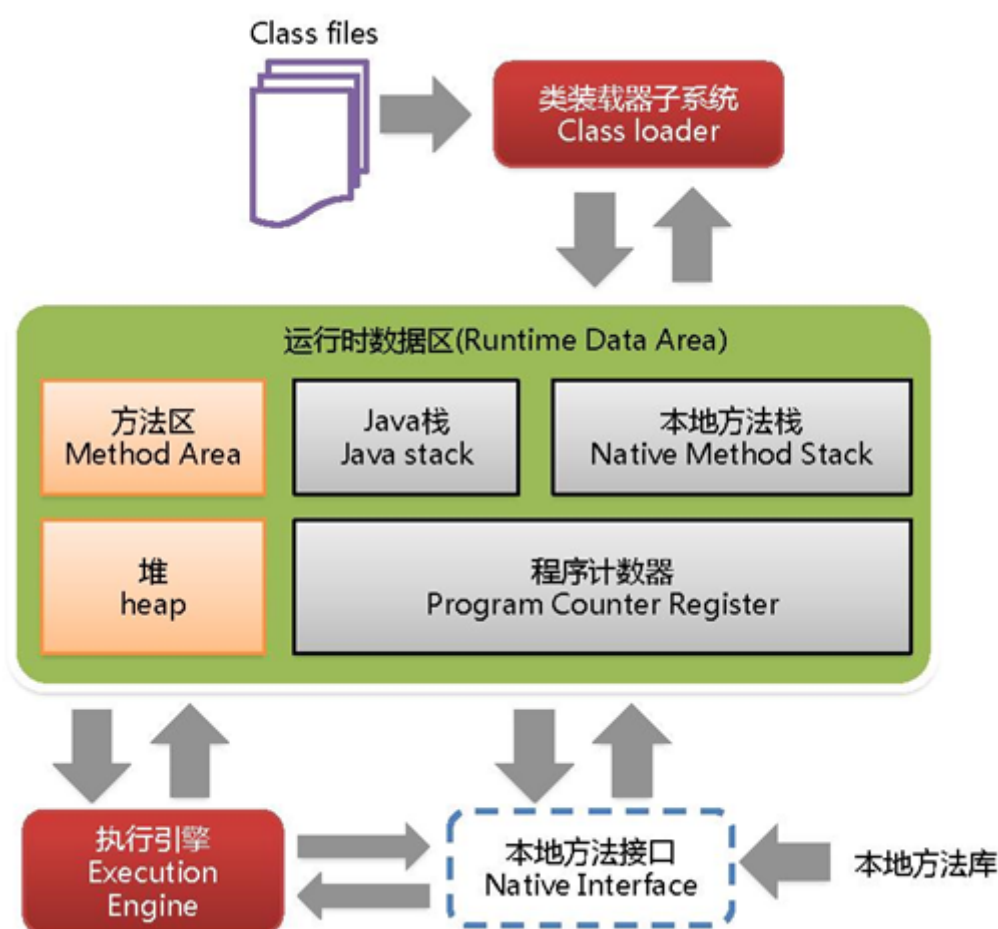 Class files
类装载器子系统
Class loader
运行时数据区(Runtime Data Area)
方法区
Method Area
Java栈
Java stack
本地方法栈
Native Method Stack
堆
heap
程序计数器
Program Counter Register
执行引擎
Execution
Engine
本地方法接口
Native Interface
本地方法库